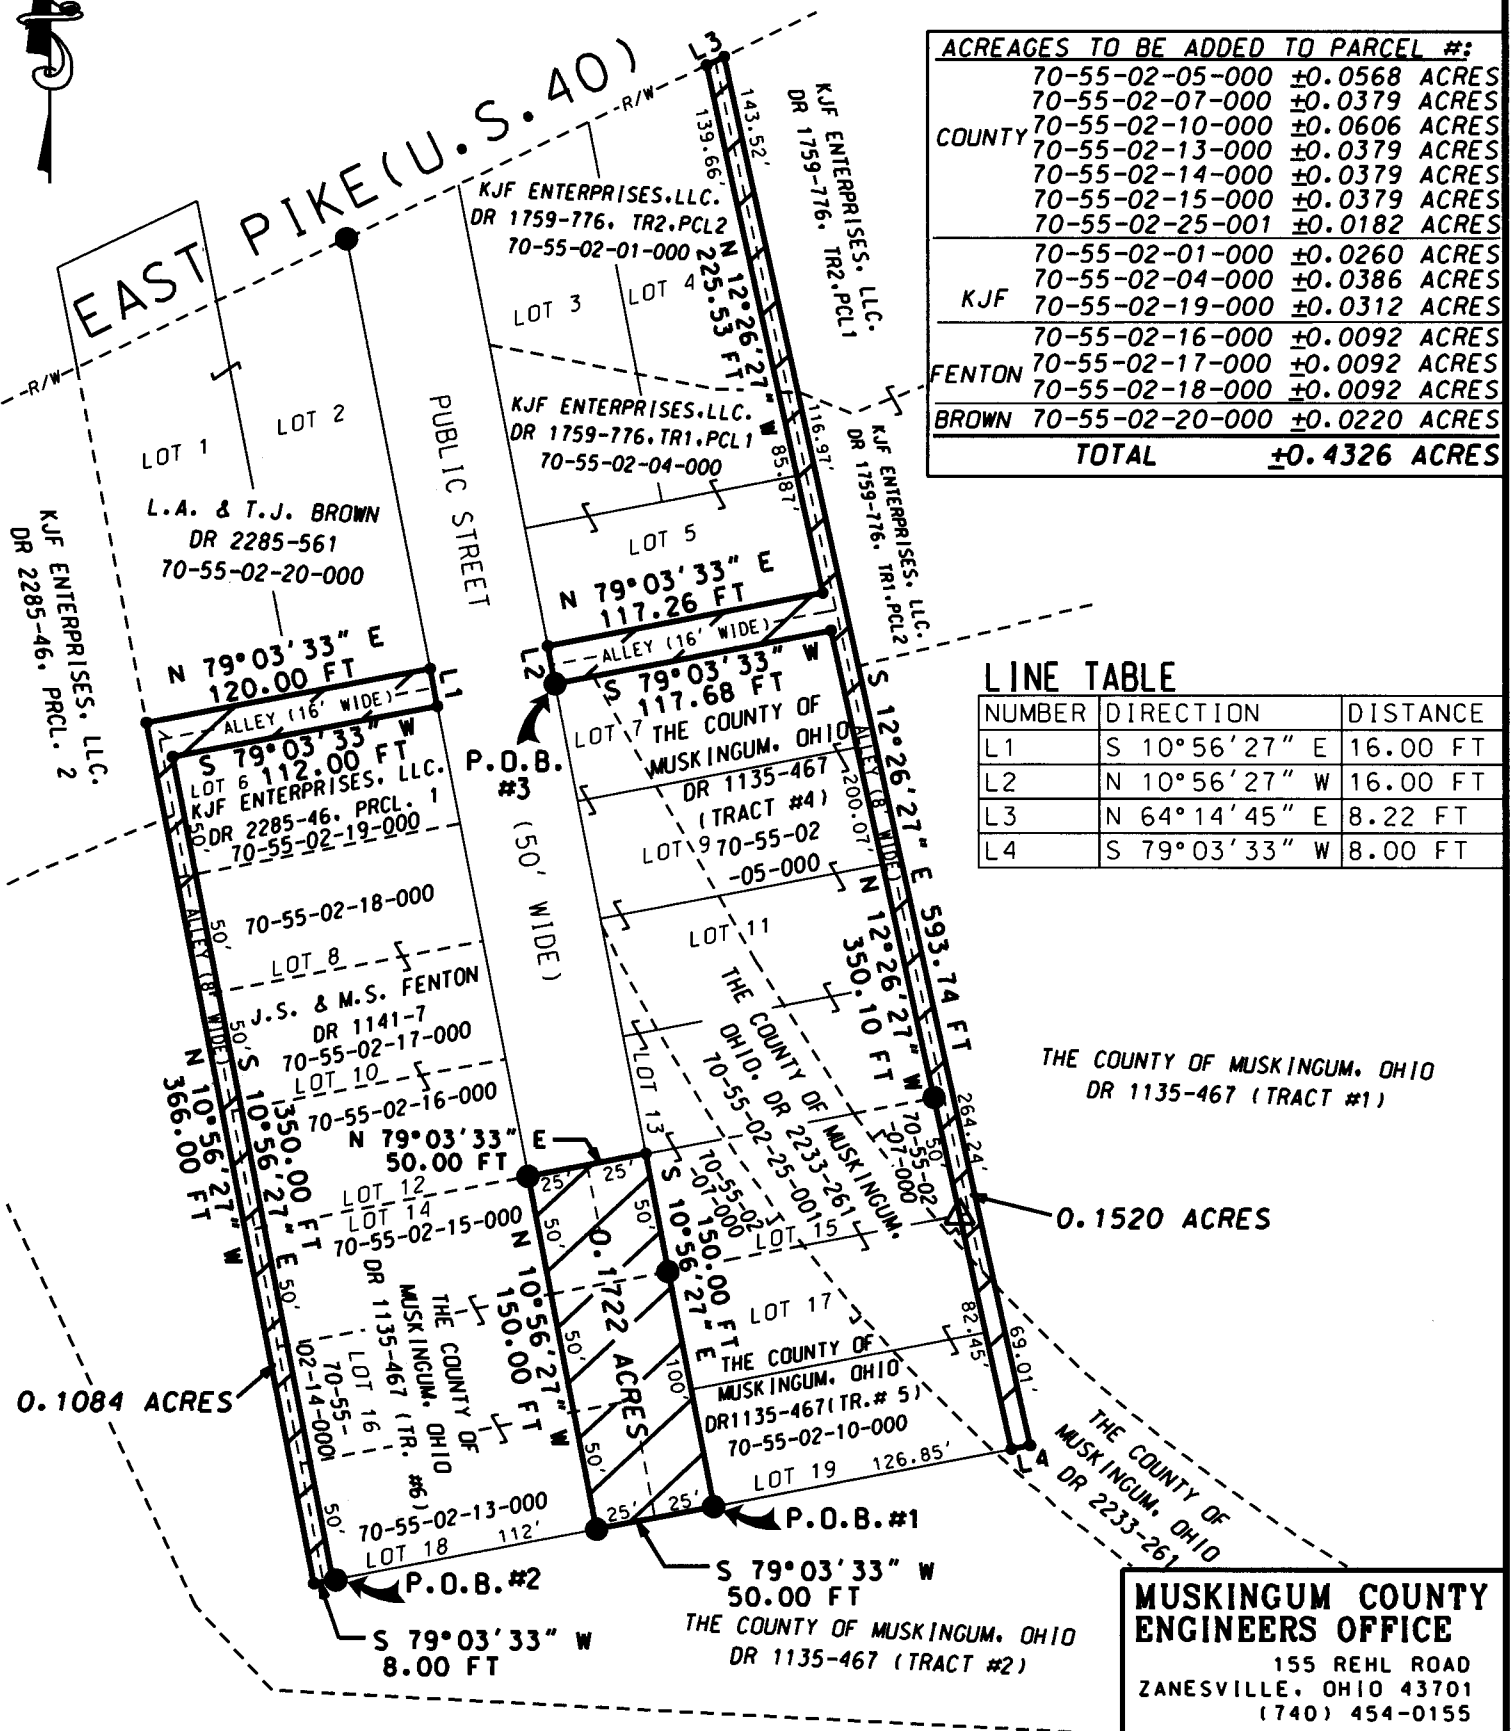 ACREAGES TO BE ADDED TO PARCEL #:
COUNTY
70-55-02-05-000 ±0.0568 ACRES
70-55-02-07-000 ±0.0379 ACRES
70-55-02-10-000 ±0.0606 ACRES
70-55-02-13-000 ±0.0379 ACRES
70-55-02-14-000 ±0.0379 ACRES
70-55-02-15-000 ±0.0379 ACRES
70-55-02-25-001 ±0.0182 ACRES
KJF
70-55-02-01-000 ±0.0260 ACRES
70-55-02-04-000 ±0.0386 ACRES
70-55-02-19-000 ±0.0312 ACRES
FENTON
70-55-02-16-000 ±0.0092 ACRES
70-55-02-17-000 ±0.0092 ACRES
70-55-02-18-000 ±0.0092 ACRES
BROWN 70-55-02-20-000 ±0.0220 ACRES
TOTAL ±0.4326 ACRES
EAST PIKE(U.S.40)
R/W
R/W
L3
139.66'
143.52'
KJF ENTERPRISES, LLC.
DR 1759-776, TR2,PCL1
KJF ENTERPRISES,LLC.
DR 1759-776, TR2,PCL2
70-55-02-01-000
LOT 3
LOT 4
N 12°26'27" W
225.53 FT
LOT 1
LOT 2
L.A. & T.J. BROWN
DR 2285-561
70-55-02-20-000
KJF ENTERPRISES, LLC.
DR 2285-46, PRCL. 2
PUBLIC STREET
(50' WIDE)
KJF ENTERPRISES,LLC.
DR 1759-776,TR1,PCL1
70-55-02-04-000
85.87'
116.97'
KJF ENTERPRISES, LLC.
DR 1759-776, TR1,PCL2
LOT 5
N 79°03'33" E
117.26 FT
L2
ALLEY (16' WIDE)
S 79°03'33" W
117.68 FT
N 79°03'33" E
120.00 FT
L1
ALLEY (16' WIDE)
S 79°03'33" W
112.00 FT
P.O.B.
#3
LINE TABLE
NUMBER DIRECTION DISTANCE
L1 S 10°56'27" E 16.00 FT
L2 N 10°56'27" W 16.00 FT
L3 N 64°14'45" E 8.22 FT
L4 S 79°03'33" W 8.00 FT
LOT 6
KJF ENTERPRISES, LLC.
DR 2285-46, PRCL. 1
70-55-02-19-000
50'
LOT 7
THE COUNTY OF
MUSKINGUM, OHIO
DR 1135-467
(TRACT #4)
LOT 9
70-55-02
-05-000
200.07'
ALLEY (8' WIDE)
S 12°26'27" E 593.74 FT
N 12°26'27" W
350.10 FT
70-55-02-18-000
50'
LOT 8
ALLEY (8' WIDE)
J.S. & M.S. FENTON
DR 1141-7
70-55-02-17-000
50'
LOT 10
70-55-02-16-000
LOT 11
THE COUNTY OF MUSKINGUM,
OHIO, DR 2233-261
70-55-02-25-001
LOT 13
THE COUNTY OF MUSKINGUM, OHIO
DR 1135-467 (TRACT #1)
N 10°56'27" W
366.00 FT
S 10°56'27" E
350.00 FT
N 79°03'33" E
50.00 FT
25'
25'
LOT 12
LOT 14
70-55-02-15-000
70-55-02
-07-000
70-55-02
-07-000
50'
264.24'
LOT 15
0.1520 ACRES
N 10°56'27" W
150.00 FT
50'
50'
50'
0.1722 ACRES
50'
100'
S 10°56'27" E
150.00 FT
THE COUNTY OF
MUSKINGUM, OHIO
DR 1135-467 (TR. #6)
50'
LOT 16
70-55-
02-14-000
0.1084 ACRES
LOT 17
THE COUNTY OF
MUSKINGUM, OHIO
DR1135-467(TR.# 5)
70-55-02-10-000
82.45'
69.01'
LOT 19 126.85'
L4
THE COUNTY OF
MUSKINGUM, OHIO
DR 2233-261
50'
70-55-02-13-000
LOT 18 112'
25'
25'
P.O.B.#1
P.O.B.#2
S 79°03'33" W
50.00 FT
S 79°03'33" W
8.00 FT
THE COUNTY OF MUSKINGUM, OHIO
DR 1135-467 (TRACT #2)
MUSKINGUM COUNTY
ENGINEERS OFFICE
155 REHL ROAD
ZANESVILLE, OHIO 43701
(740) 454-0155